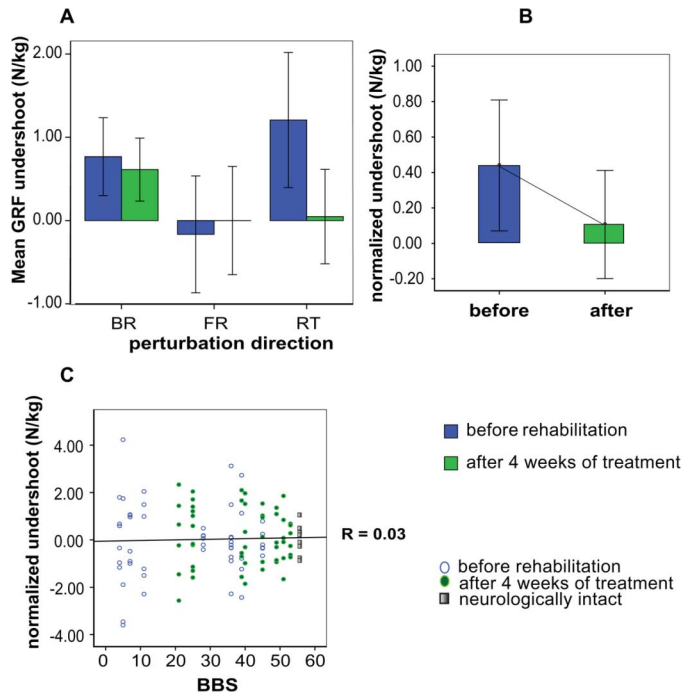 A
Mean GRF undershoot (N/kg)
2.00
1.00
0.00
-1.00
BR FR RT
perturbation direction
B
normalized undershoot (N/kg)
1.00
0.80
0.60
0.40
0.20
0.00
-0.20
before after
C
normalized undershoot (N/kg)
4.00
2.00
0.00
-2.00
-4.00
0 10 20 30 40 50 60
BBS
R = 0.03
before rehabilitation
after 4 weeks of treatment
before rehabilitation
after 4 weeks of treatment
neurologically intact